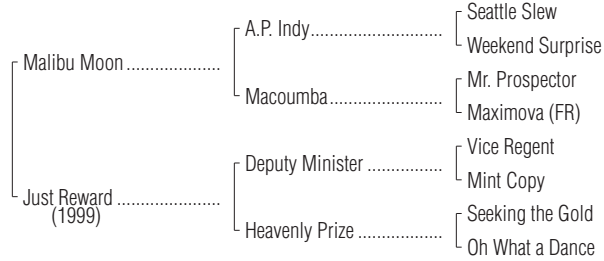 Seattle Slew
A.P. Indy....................
Weekend Surprise
Malibu Moon....................
Mr. Prospector
Macoumba....................
Maximova (FR)
Vice Regent
Deputy Minister....................
Mint Copy
Just Reward....................
(1999)
Seeking the Gold
Heavenly Prize....................
Oh What a Dance